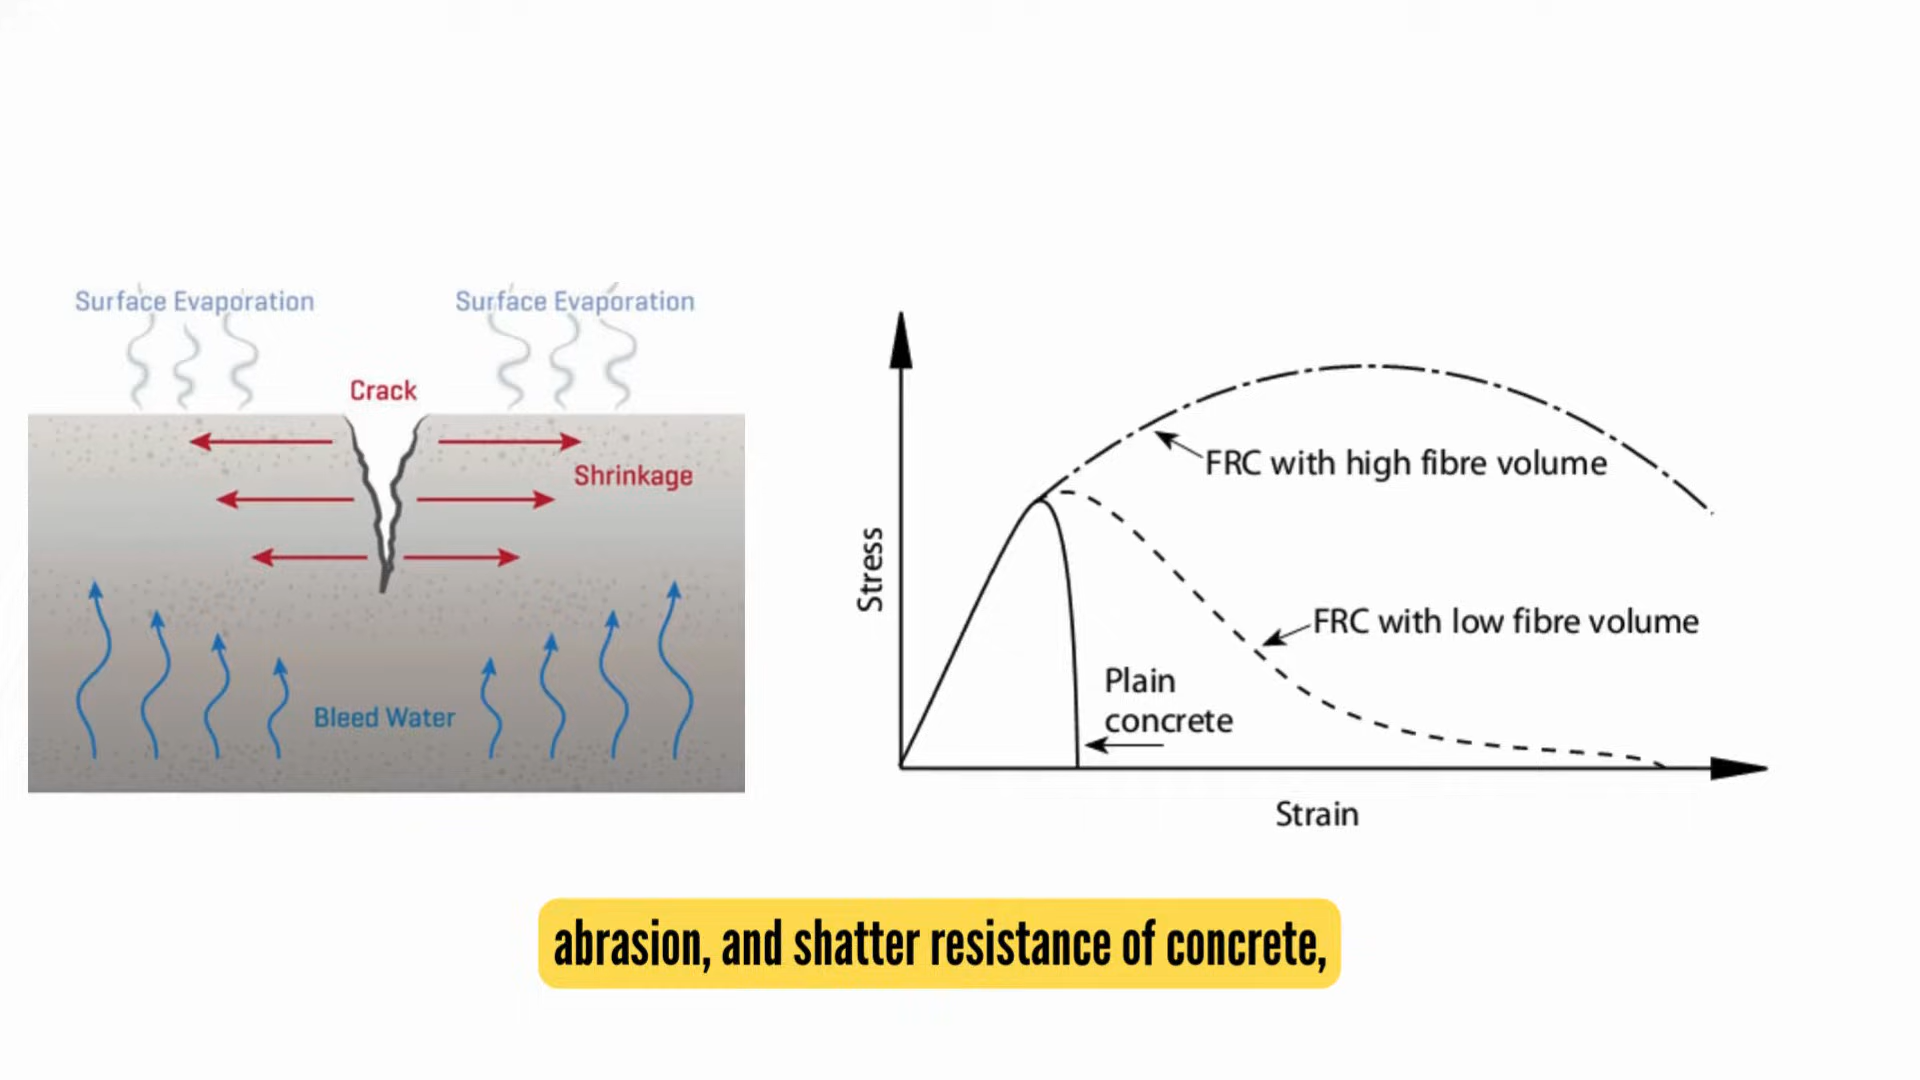 Surface Evaporation
Surface Evaporation
Crack
Shrinkage
Bleed Water
Stress
FRC with high fibre volume
FRC with low fibre volume
Plain
concrete
Strain
abrasion, and shatter resistance of concrete,